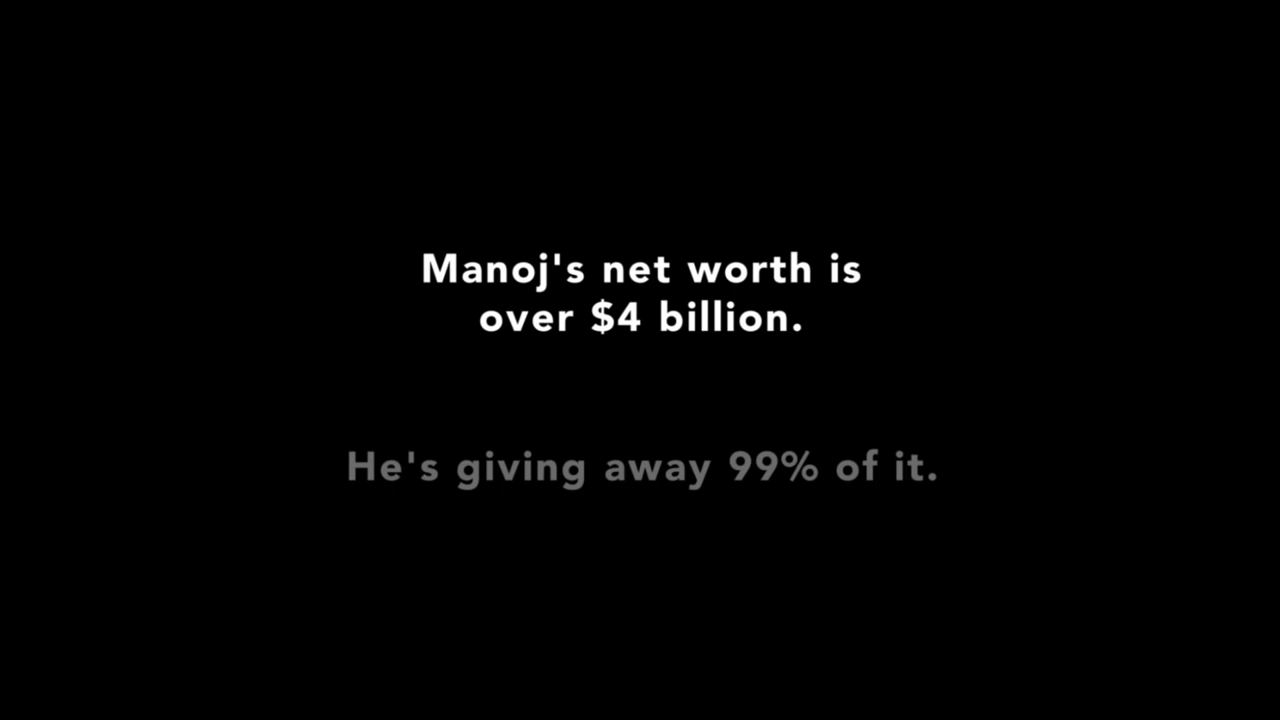 Manoj's net worth is
over $4 billion.
He's giving away 99% of it.